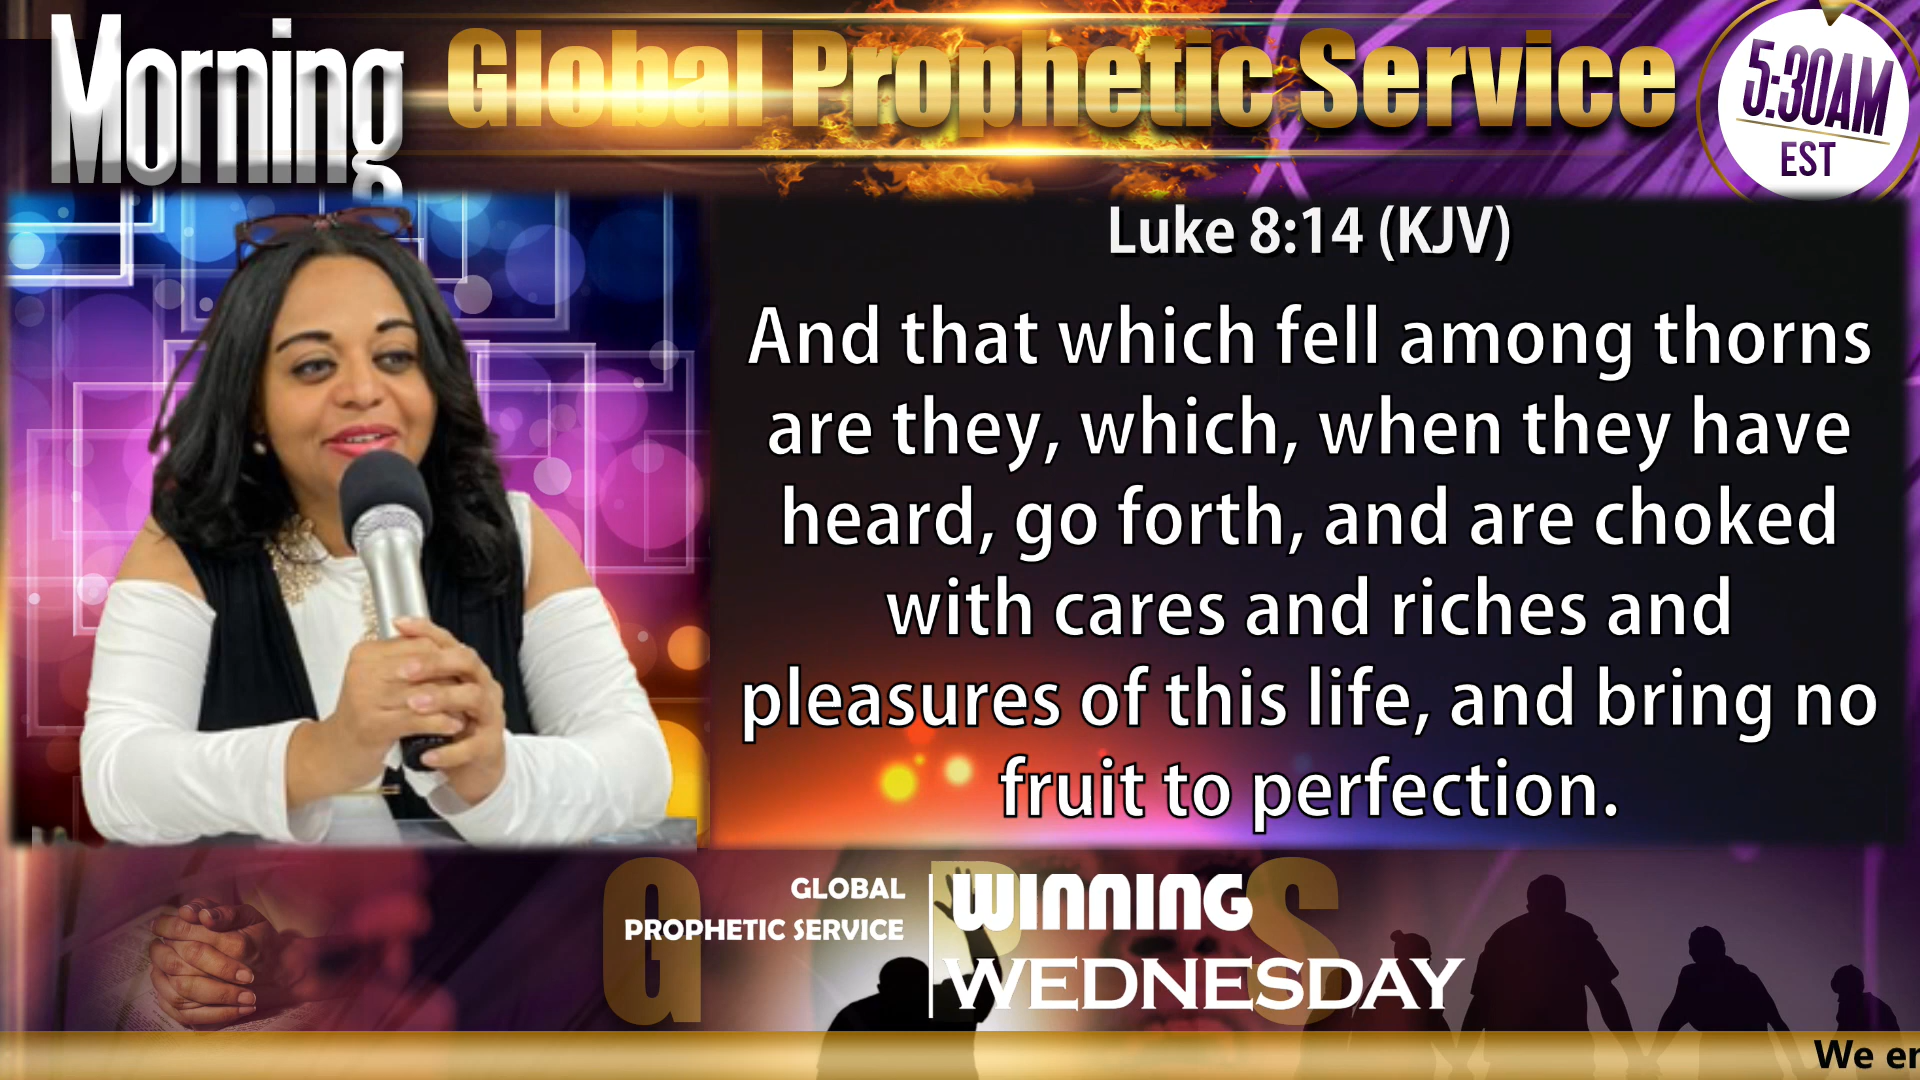 Morning
Global Prophetic Service
5:30AM
EST
Luke 8:14 (KJV)
And that which fell among thorns
are they, which, when they have
heard, go forth, and are choked
with cares and riches and
pleasures of this life, and bring no
fruit to perfection.
G P S
GLOBAL
PROPHETIC SERVICE
WINNING
WEDNESDAY
We er